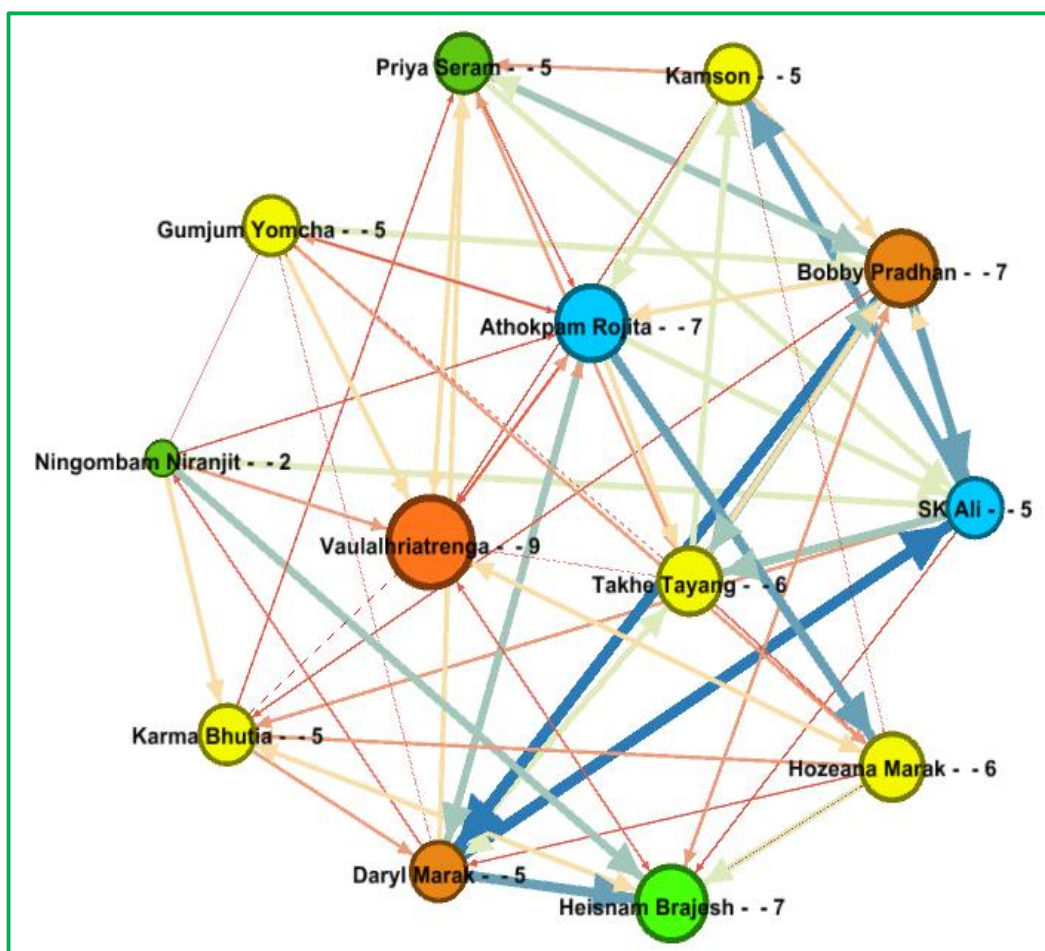 Priya Seram - - 5
Kamson - - 5
Gumjum Yomcha - - 5
Bobby Pradhan - - 7
Athokpam Rojita - - 7
Ningombam Niranjit - - 2
SK Ali - - 5
Vaulalhriatrenga - - 9
Takhe Tayang - - 6
Karma Bhutia - - 5
Hozeana Marak - - 6
Daryl Marak - - 5
Heisnam Brajesh - - 7